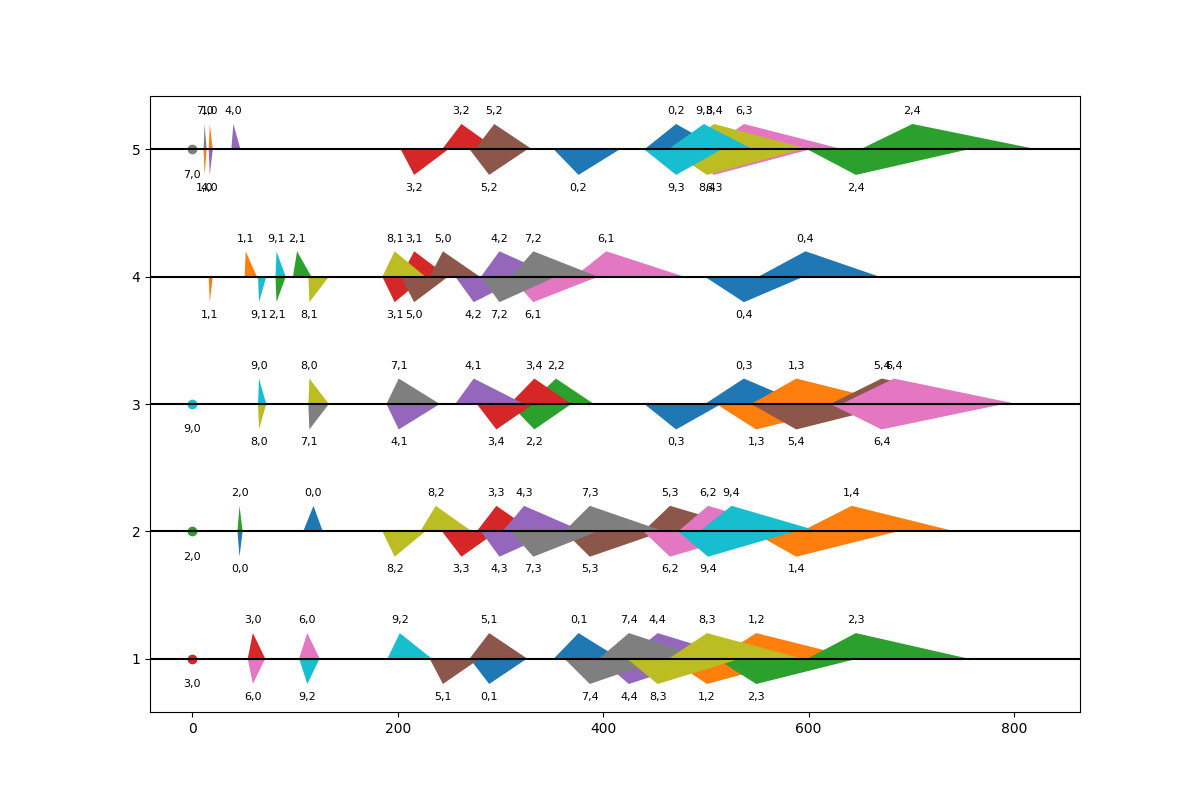 7,0 1,0 4,0 3,2 5,2 0,2 9,3 8,4 6,3 2,4
5
7,0
1,0 4,0 3,2 5,2 0,2 9,3 8,4 6,3 2,4
1,1 9,1 2,1 8,1 3,1 5,0 4,2 7,2 6,1 0,4
4
1,1 9,1 2,1 8,1 3,1 5,0 4,2 7,2 6,1 0,4
9,0 8,0 7,1 4,1 3,4 2,2 0,3 1,3 5,4 6,4
3
9,0
8,0 7,1 4,1 3,4 2,2 0,3 1,3 5,4 6,4
2,0 0,0 8,2 3,3 4,3 7,3 5,3 6,2 9,4 1,4
2
2,0
0,0 8,2 3,3 4,3 7,3 5,3 6,2 9,4 1,4
3,0 6,0 9,2 5,1 0,1 7,4 4,4 8,3 1,2 2,3
1
3,0
6,0 9,2 5,1 0,1 7,4 4,4 8,3 1,2 2,3
0 200 400 600 800